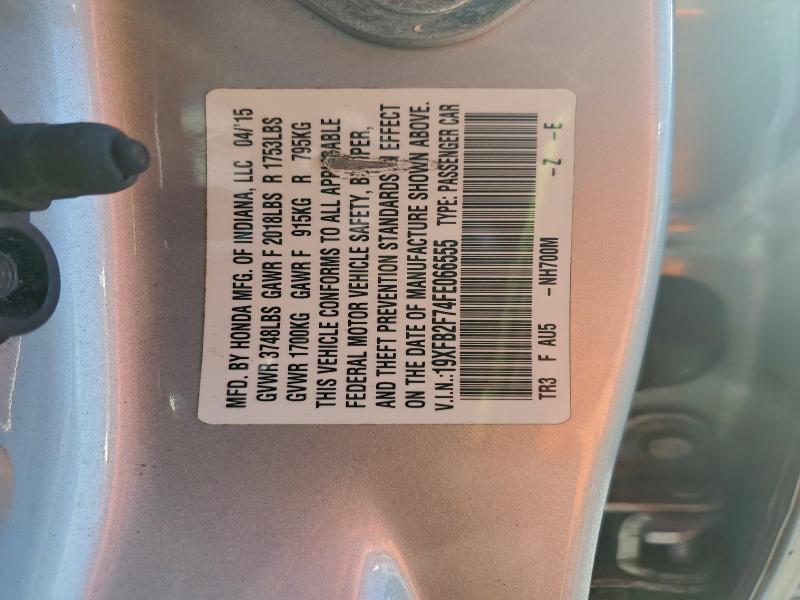 MFD. BY HONDA MFG. OF INDIANA, LLC 04/15
GVWR 3748LBS GAWR F 2018LBS R 1753LBS
GVWR 1700KG GAWR F 915KG R 795KG
THIS VEHICLE CONFORMS TO ALL
FEDERAL MOTOR VEHICLE SAFETY,
AND THEFT PREVENTION STANDARDS IN EFFECT
ON THE DATE OF MANUFACTURE SHOWN ABOVE.
V.I.N.:19XFB2F74FE066555 TYPE: PASSENGER CAR
TR3 F AU5 -NH700M -Z -E